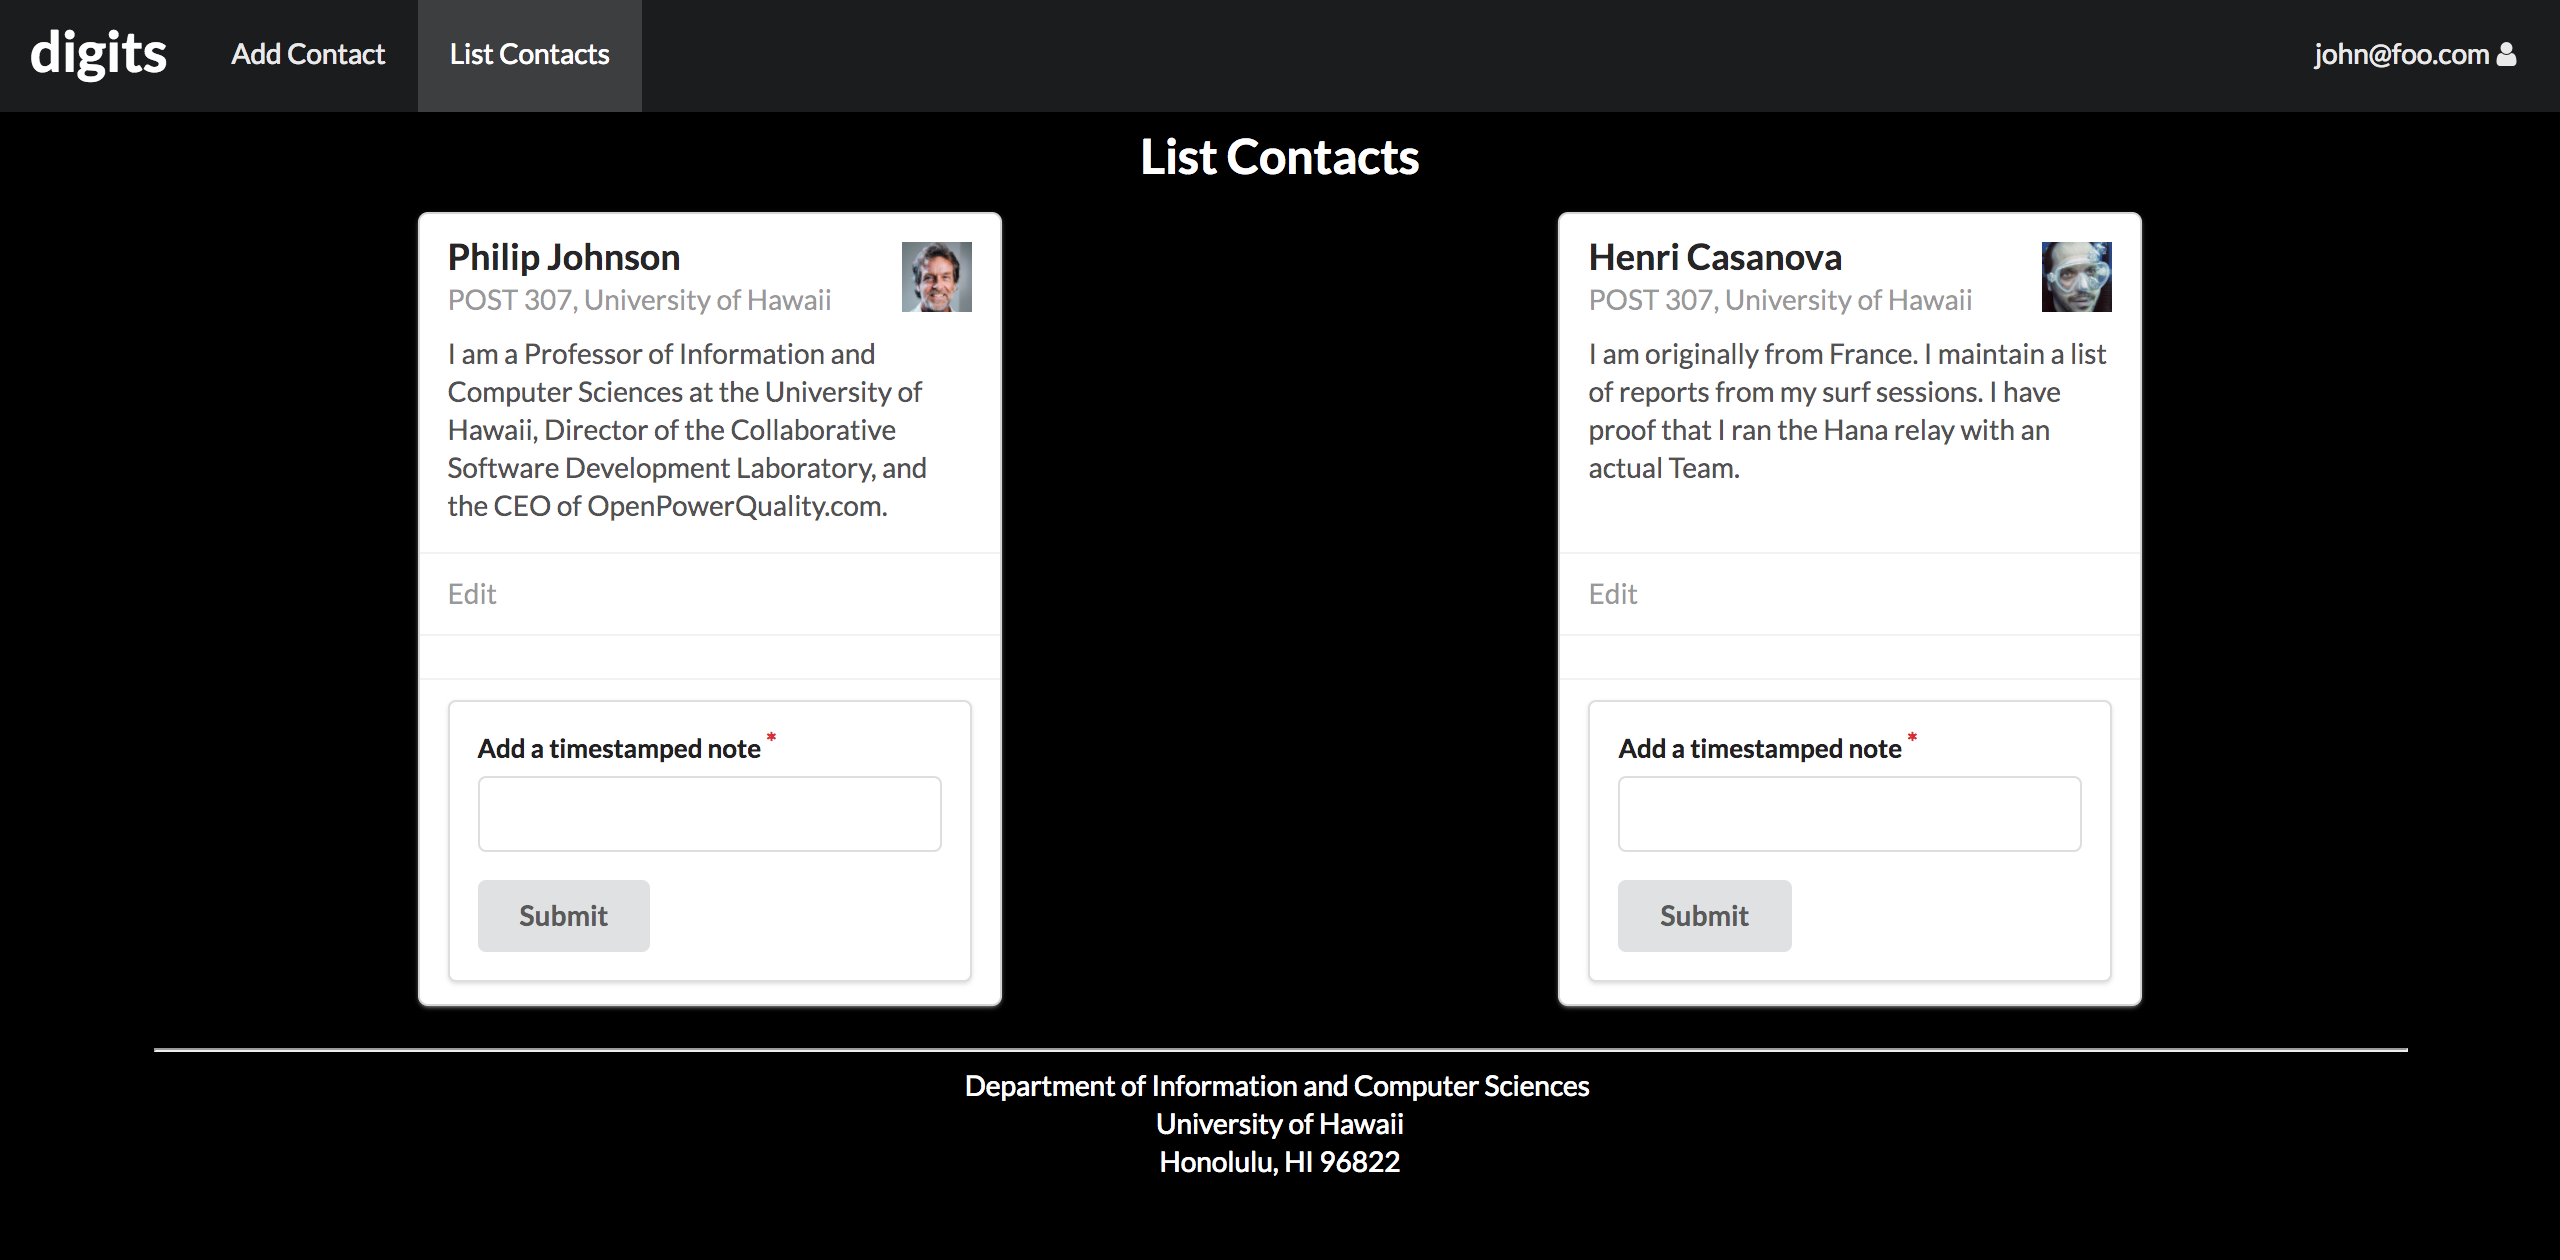 digits
Add Contact
List Contacts
john@foo.com
List Contacts
Philip Johnson
POST 307, University of Hawaii
I am a Professor of Information and
Computer Sciences at the University of
Hawaii, Director of the Collaborative
Software Development Laboratory, and
the CEO of OpenPowerQuality.com.
Edit
Add a timestamped note *
Submit
Henri Casanova
POST 307, University of Hawaii
I am originally from France. I maintain a list
of reports from my surf sessions. I have
proof that I ran the Hana relay with an
actual Team.
Edit
Add a timestamped note *
Submit
Department of Information and Computer Sciences
University of Hawaii
Honolulu, HI 96822